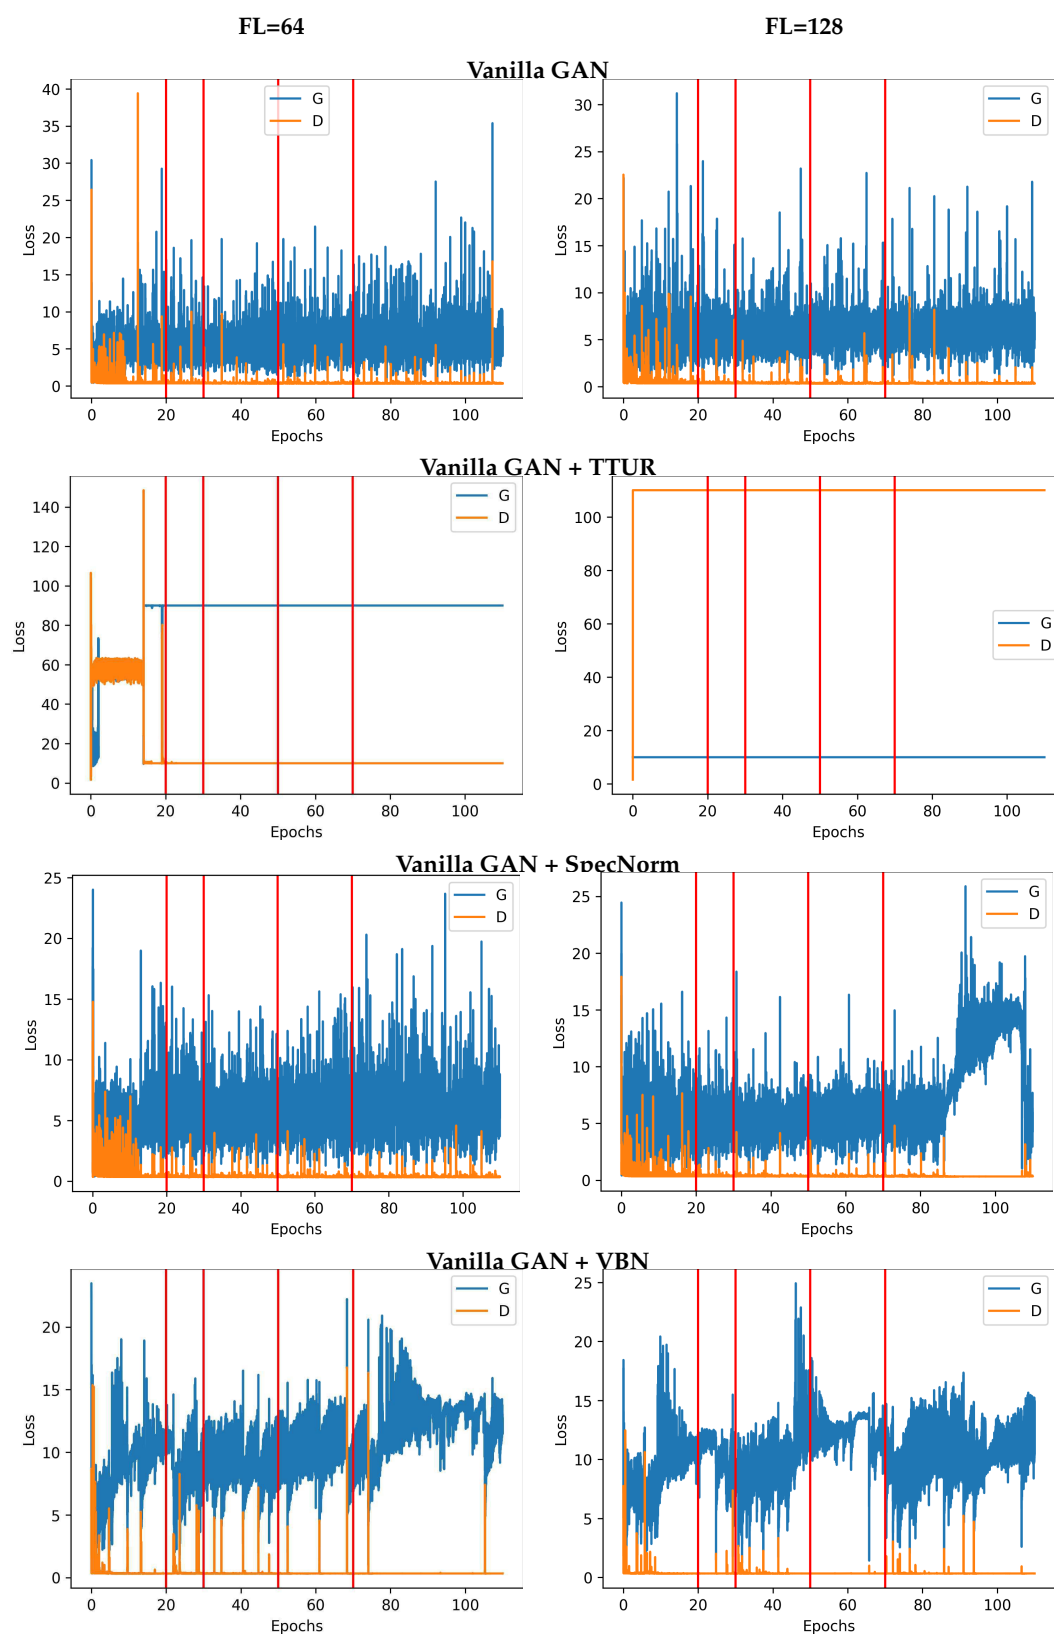 FL=64 FL=128
Vanilla GAN
40
35
30
25
20
15
10
5
0
Loss
G
D
0 20 40 60 80 100
Epochs
30
25
20
15
10
5
0
Loss
G
D
0 20 40 60 80 100
Epochs
Vanilla GAN + TTUR
140
120
100
80
60
40
20
0
Loss
G
D
0 20 40 60 80 100
Epochs
100
80
60
40
20
0
Loss
G
D
0 20 40 60 80 100
Epochs
Vanilla GAN + SpecNorm
25
20
15
10
5
0
Loss
G
D
0 20 40 60 80 100
Epochs
25
20
15
10
5
0
Loss
G
D
0 20 40 60 80 100
Epochs
Vanilla GAN + VBN
20
15
10
5
0
Loss
G
D
0 20 40 60 80 100
Epochs
25
20
15
10
5
0
Loss
G
D
0 20 40 60 80 100
Epochs